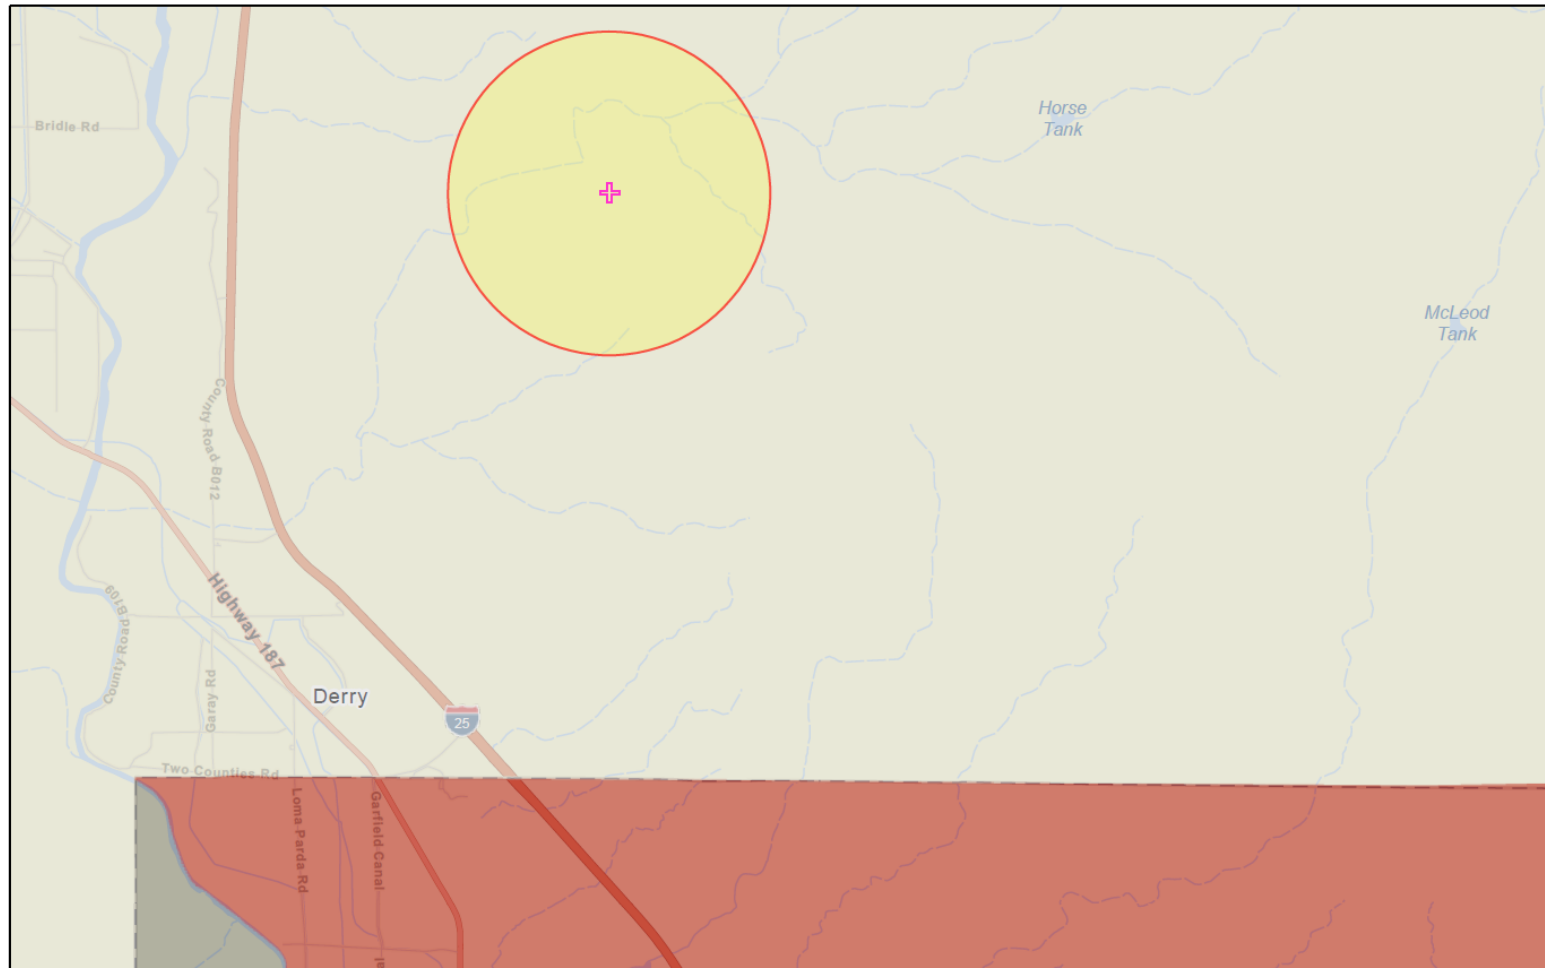 Horse
Tank
Bridle Rd
McLeod
Tank
County Road B012
Highway 187
County Road B109
Garay Rd
Derry
25
Two Counties Rd
Loma Parda Rd
Garfield Canal